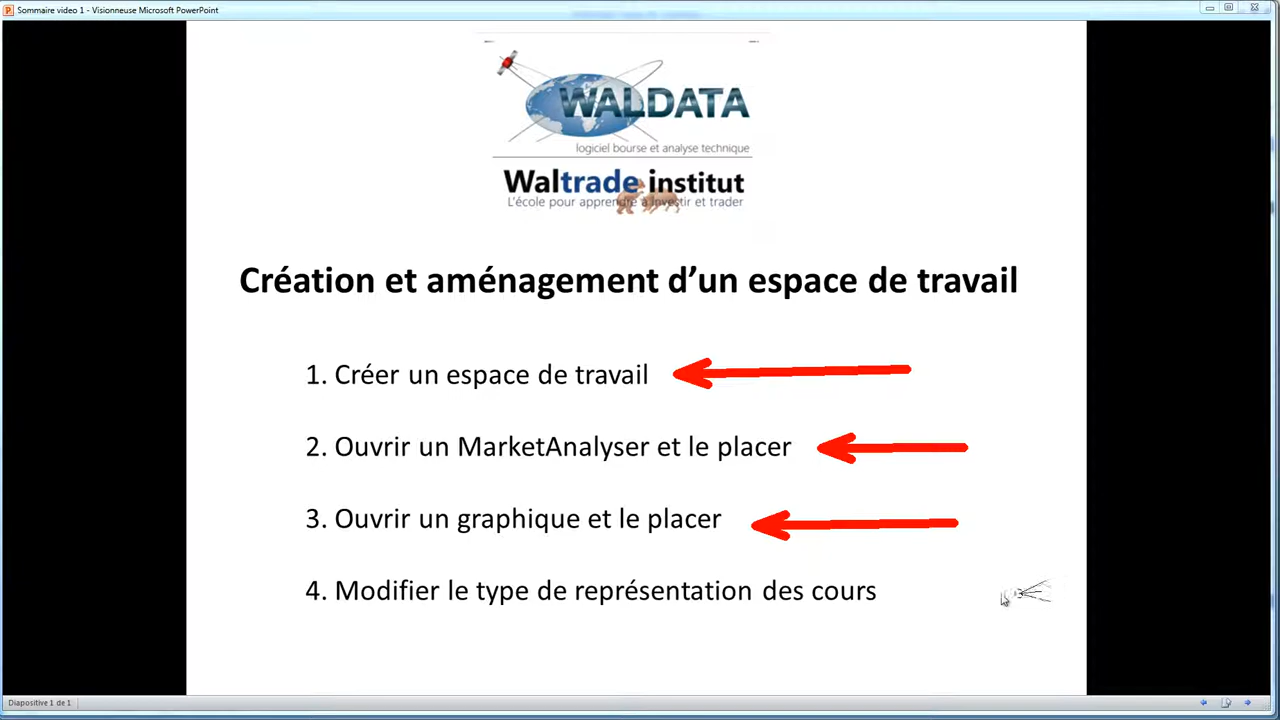 Sommaire video 1 - Visionneuse Microsoft PowerPoint
WALDATA
logiciel bourse et analyse technique
Waltrade institut
L'école pour apprendre à investir et trader
Création et aménagement d’un espace de travail
1. Créer un espace de travail
2. Ouvrir un MarketAnalyser et le placer
3. Ouvrir un graphique et le placer
4. Modifier le type de représentation des cours
Diapositive 1 de 1